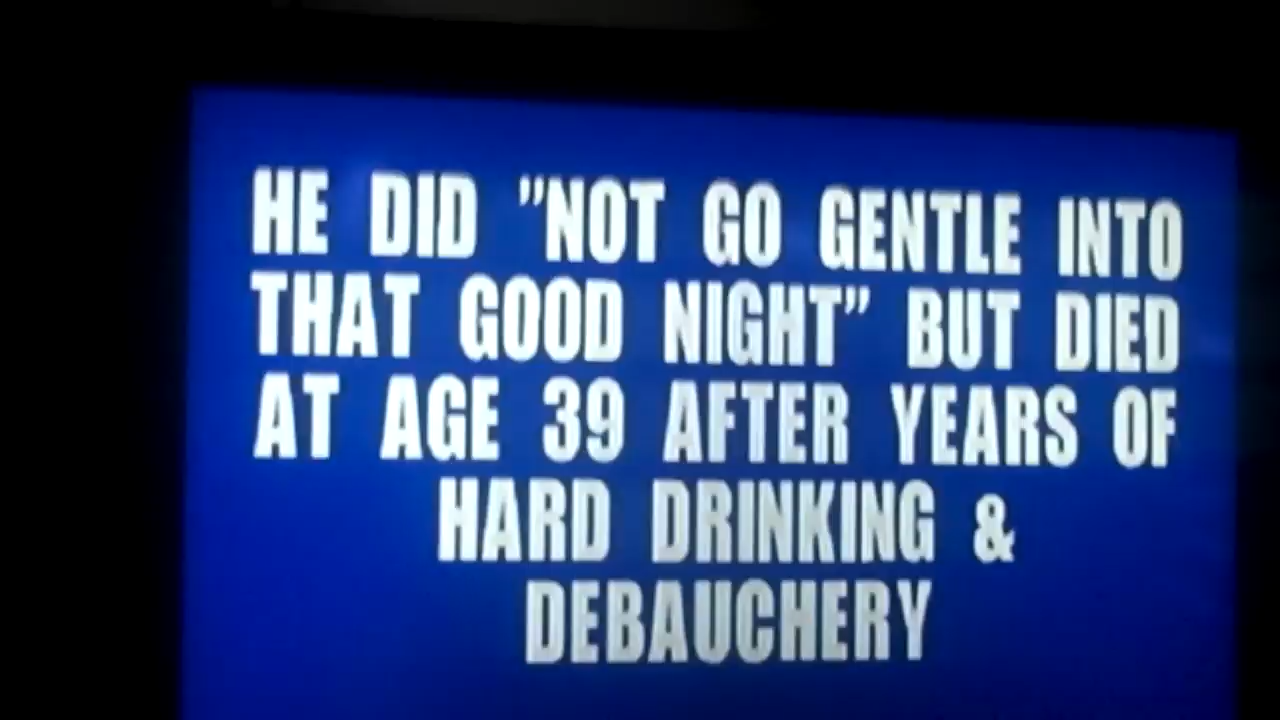 HE DID "NOT GO GENTLE INTO
THAT GOOD NIGHT" BUT DIED
AT AGE 39 AFTER YEARS OF
HARD DRINKING &
DEBAUCHERY